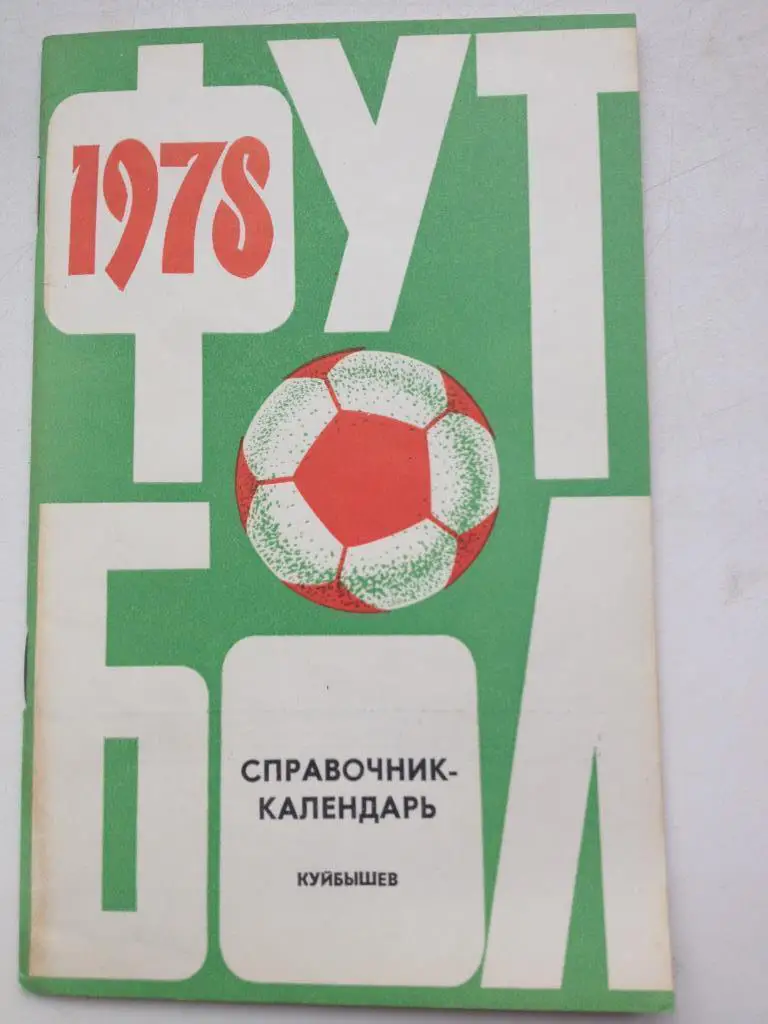 ФУТ
1978
БОЛ
СПРАВОЧНИК-
КАЛЕНДАРЬ
КУЙБЫШЕВ